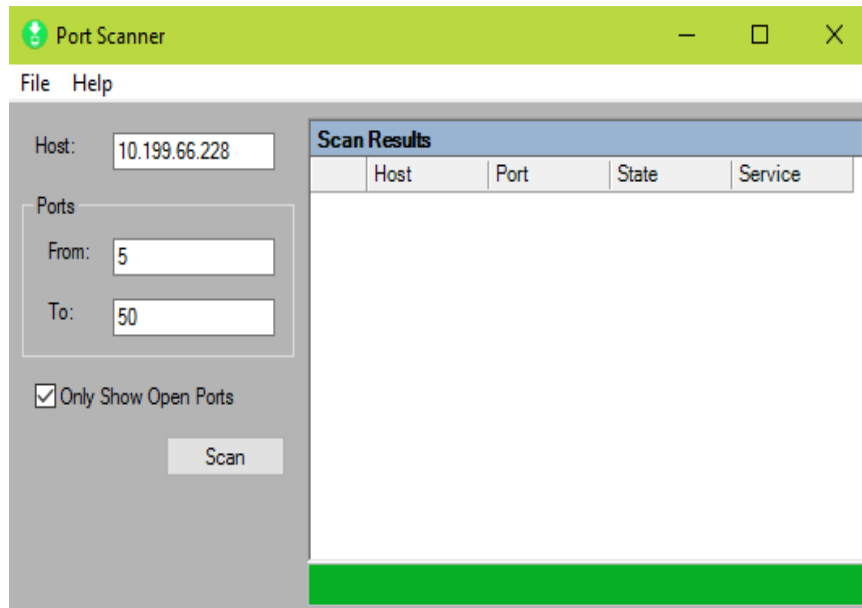 Port Scanner
File Help
Host: 10.199.66.228
Ports
From: 5
To: 50
Only Show Open Ports
Scan
Scan Results
Host Port State Service